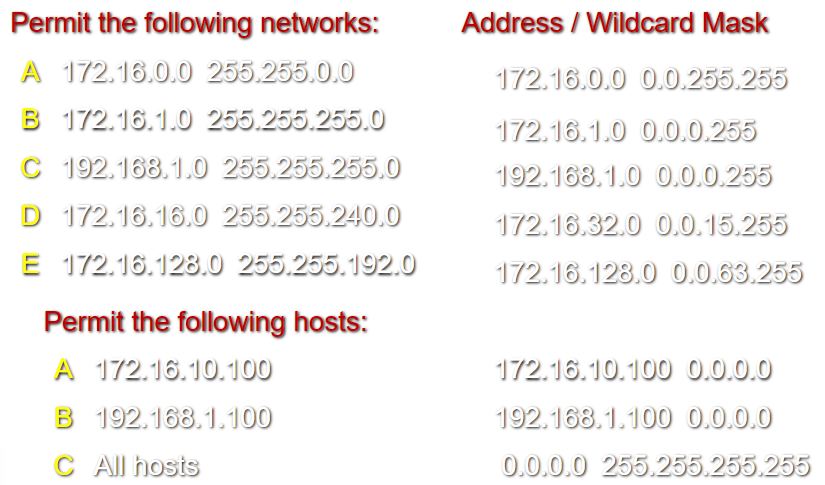 Permit the following networks: Address / Wildcard Mask
A 172.16.0.0 255.255.0.0 172.16.0.0 0.0.255.255
B 172.16.1.0 255.255.255.0 172.16.1.0 0.0.0.255
C 192.168.1.0 255.255.255.0 192.168.1.0 0.0.0.255
D 172.16.16.0 255.255.240.0 172.16.32.0 0.0.15.255
E 172.16.128.0 255.255.192.0 172.16.128.0 0.0.63.255
Permit the following hosts:
A 172.16.10.100 172.16.10.100 0.0.0.0
B 192.168.1.100 192.168.1.100 0.0.0.0
C All hosts 0.0.0.0 255.255.255.255